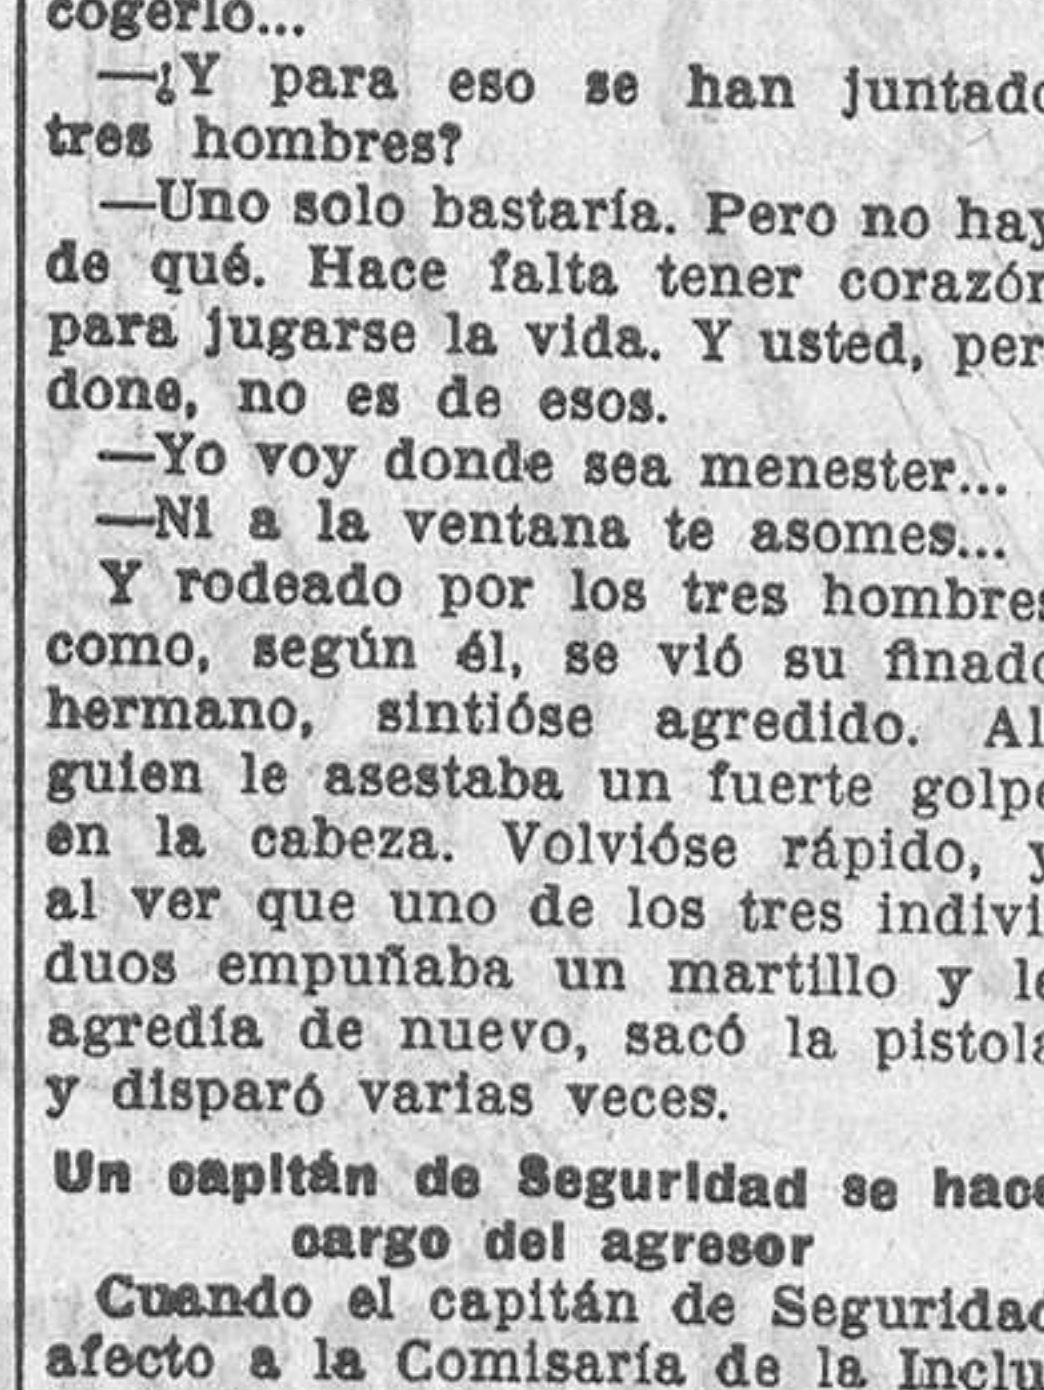 cogerlo...
—¿Y para eso se han juntado
tres hombres?
—Uno solo bastaría. Pero no hay
de qué. Hace falta tener corazón
para jugarse la vida. Y usted, per-
done, no es de esos.
—Yo voy donde sea menester...
—Ni a la ventana te asomes...
Y rodeado por los tres hombres
como, según él, se vió su finado
hermano, sintióse agredido. Al-
guien le asestaba un fuerte golpe
en la cabeza. Volvióse rápido, y
al ver que uno de los tres indivi-
duos empuñaba un martillo y le
agredía de nuevo, sacó la pistola
y disparó varias veces.
Un capitán de Seguridad se hace
cargo del agresor
Cuando el capitán de Seguridad
afecto a la Comisaría de la Inclu-